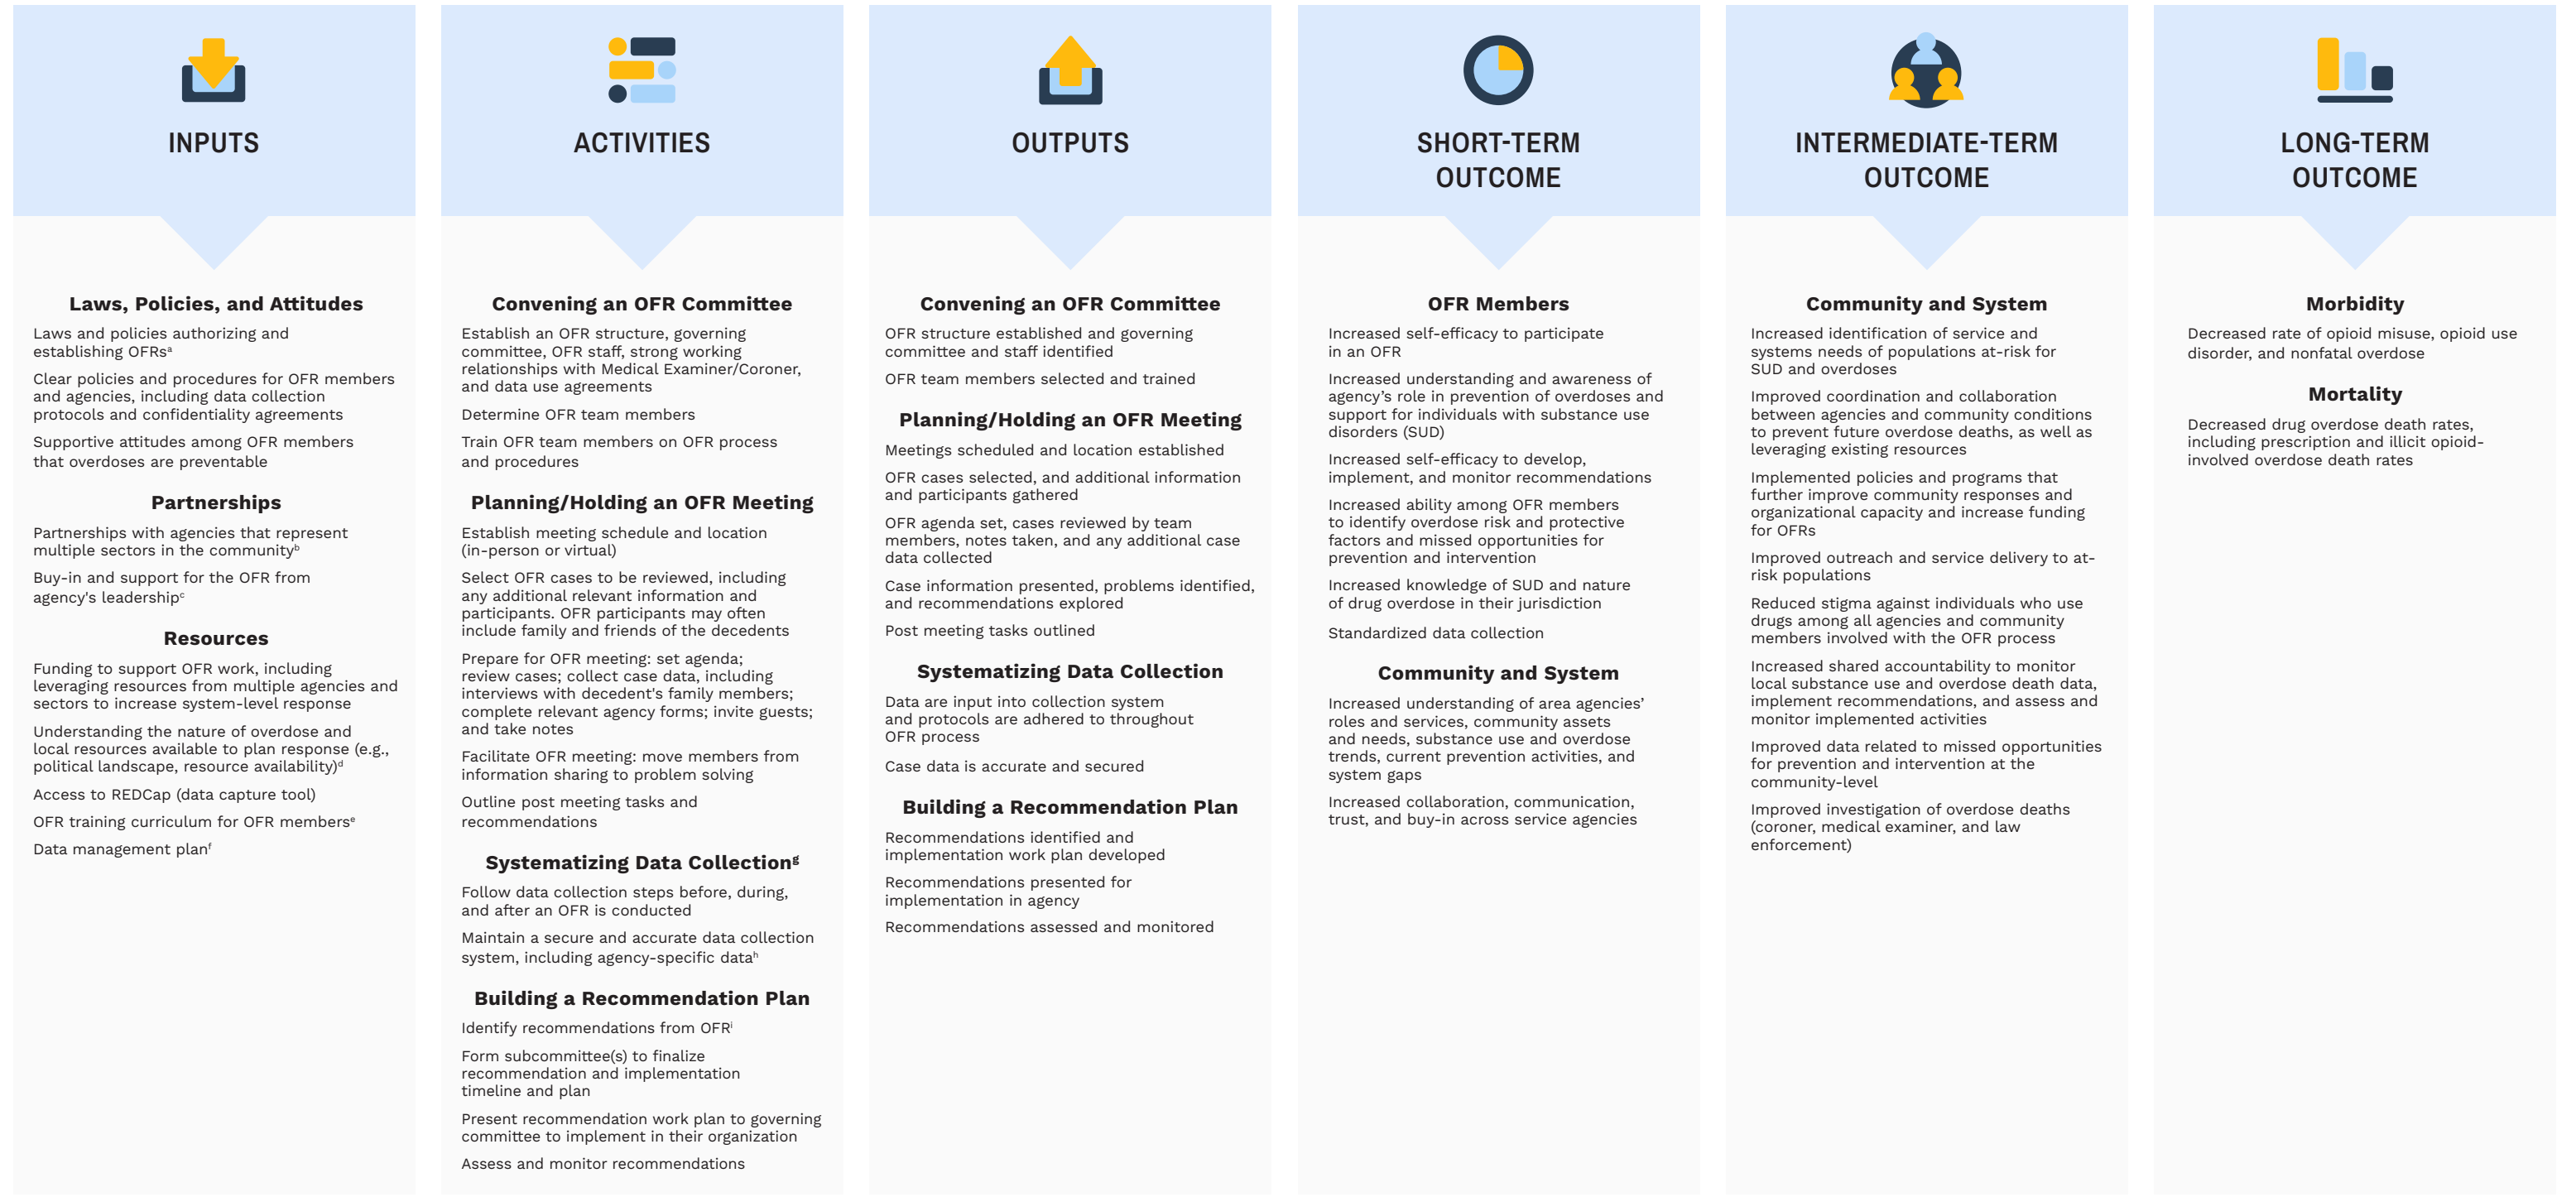 INPUTS
Laws, Policies, and Attitudes
Laws and policies authorizing and
establishing OFRsᵃ
Clear policies and procedures for OFR members
and agencies, including data collection
protocols and confidentiality agreements
Supportive attitudes among OFR members
that overdoses are preventable
Partnerships
Partnerships with agencies that represent
multiple sectors in the communityᵇ
Buy-in and support for the OFR from
agency's leadershipᶜ
Resources
Funding to support OFR work, including
leveraging resources from multiple agencies and
sectors to increase system-level response
Understanding the nature of overdose and
local resources available to plan response (e.g.,
political landscape, resource availability)ᵈ
Access to REDCap (data capture tool)
OFR training curriculum for OFR membersᵉ
Data management planᶠ
ACTIVITIES
Convening an OFR Committee
Establish an OFR structure, governing
committee, OFR staff, strong working
relationships with Medical Examiner/Coroner,
and data use agreements
Determine OFR team members
Train OFR team members on OFR process
and procedures
Planning/Holding an OFR Meeting
Establish meeting schedule and location
(in-person or virtual)
Select OFR cases to be reviewed, including
any additional relevant information and
participants. OFR participants may often
include family and friends of the decedents
Prepare for OFR meeting: set agenda;
review cases; collect case data, including
interviews with decedent's family members;
complete relevant agency forms; invite guests;
and take notes
Facilitate OFR meeting: move members from
information sharing to problem solving
Outline post meeting tasks and
recommendations
Systematizing Data Collectionᵍ
Follow data collection steps before, during,
and after an OFR is conducted
Maintain a secure and accurate data collection
system, including agency-specific dataʰ
Building a Recommendation Plan
Identify recommendations from OFRⁱ
Form subcommittee(s) to finalize
recommendation and implementation
timeline and plan
Present recommendation work plan to governing
committee to implement in their organization
Assess and monitor recommendations
OUTPUTS
Convening an OFR Committee
OFR structure established and governing
committee and staff identified
OFR team members selected and trained
Planning/Holding an OFR Meeting
Meetings scheduled and location established
OFR cases selected, and additional information
and participants gathered
OFR agenda set, cases reviewed by team
members, notes taken, and any additional case
data collected
Case information presented, problems identified,
and recommendations explored
Post meeting tasks outlined
Systematizing Data Collection
Data are input into collection system
and protocols are adhered to throughout
OFR process
Case data is accurate and secured
Building a Recommendation Plan
Recommendations identified and
implementation work plan developed
Recommendations presented for
implementation in agency
Recommendations assessed and monitored
SHORT-TERM
OUTCOME
OFR Members
Increased self-efficacy to participate
in an OFR
Increased understanding and awareness of
agency’s role in prevention of overdoses and
support for individuals with substance use
disorders (SUD)
Increased self-efficacy to develop,
implement, and monitor recommendations
Increased ability among OFR members
to identify overdose risk and protective
factors and missed opportunities for
prevention and intervention
Increased knowledge of SUD and nature
of drug overdose in their jurisdiction
Standardized data collection
Community and System
Increased understanding of area agencies’
roles and services, community assets
and needs, substance use and overdose
trends, current prevention activities, and
system gaps
Increased collaboration, communication,
trust, and buy-in across service agencies
INTERMEDIATE-TERM
OUTCOME
Community and System
Increased identification of service and
systems needs of populations at-risk for
SUD and overdoses
Improved coordination and collaboration
between agencies and community conditions
to prevent future overdose deaths, as well as
leveraging existing resources
Implemented policies and programs that
further improve community responses and
organizational capacity and increase funding
for OFRs
Improved outreach and service delivery to at-
risk populations
Reduced stigma against individuals who use
drugs among all agencies and community
members involved with the OFR process
Increased shared accountability to monitor
local substance use and overdose death data,
implement recommendations, and assess and
monitor implemented activities
Improved data related to missed opportunities
for prevention and intervention at the
community-level
Improved investigation of overdose deaths
(coroner, medical examiner, and law
enforcement)
LONG-TERM
OUTCOME
Morbidity
Decreased rate of opioid misuse, opioid use
disorder, and nonfatal overdose
Mortality
Decreased drug overdose death rates,
including prescription and illicit opioid-
involved overdose death rates